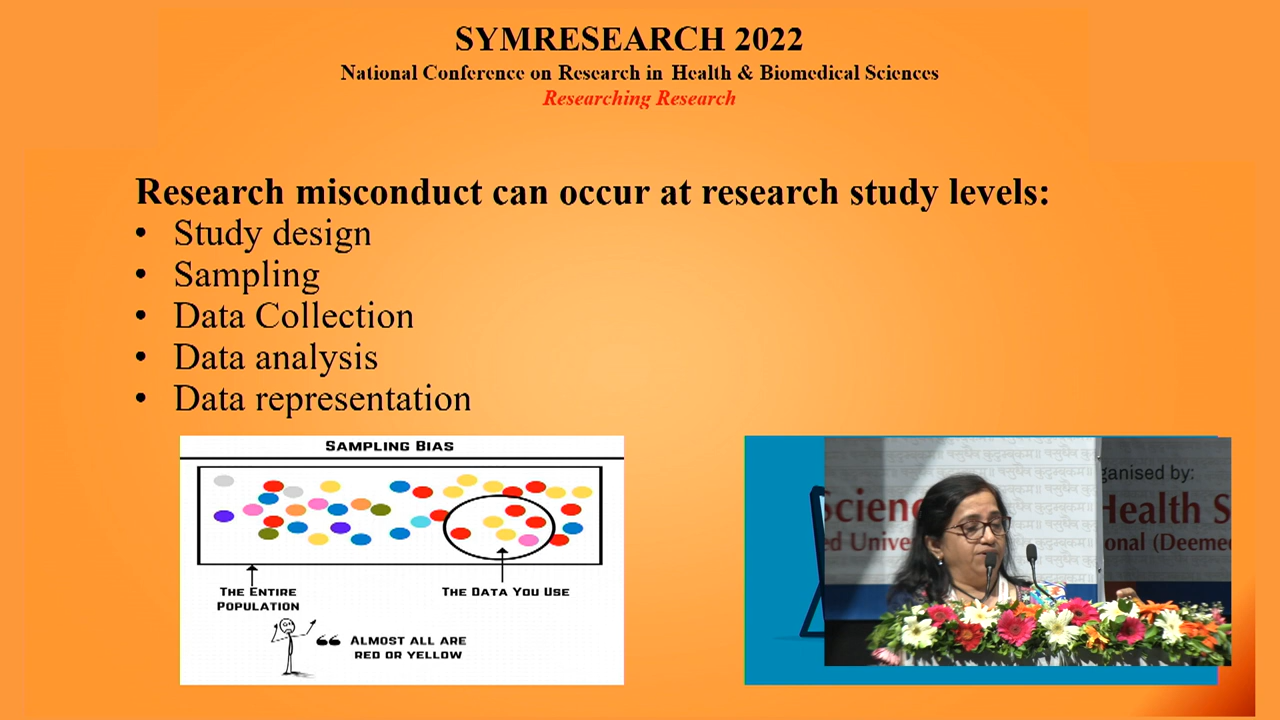 SYMRESEARCH 2022
National Conference on Research in Health & Biomedical Sciences
Researching Research
Research misconduct can occur at research study levels:
• Study design
• Sampling
• Data Collection
• Data analysis
• Data representation
SAMPLING BIAS
THE ENTIRE
POPULATION
THE DATA YOU USE
ALMOST ALL ARE
RED OR YELLOW
ganised by:
Scienc
Health S
ed Univer
onal (Deeme